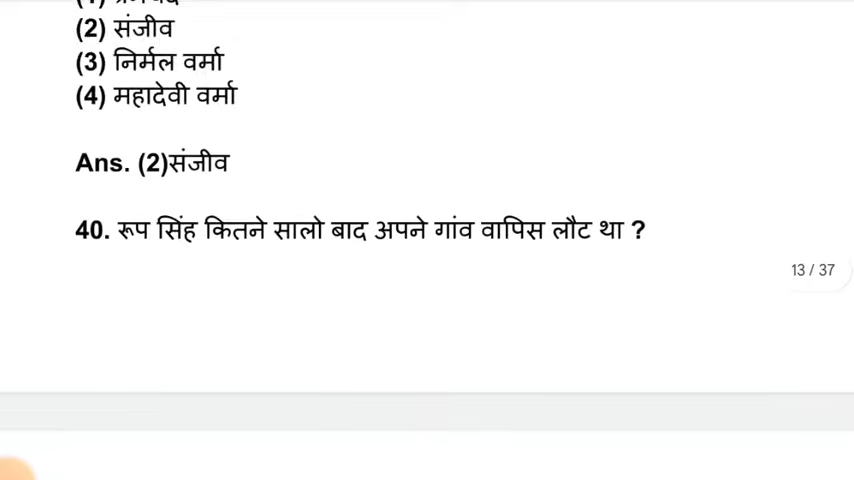 (2) संजीव
(3) निर्मल वर्मा
(4) महादेवी वर्मा
Ans. (2)संजीव
40. रूप सिंह कितने सालो बाद अपने गांव वापिस लौट था ?
13 / 37